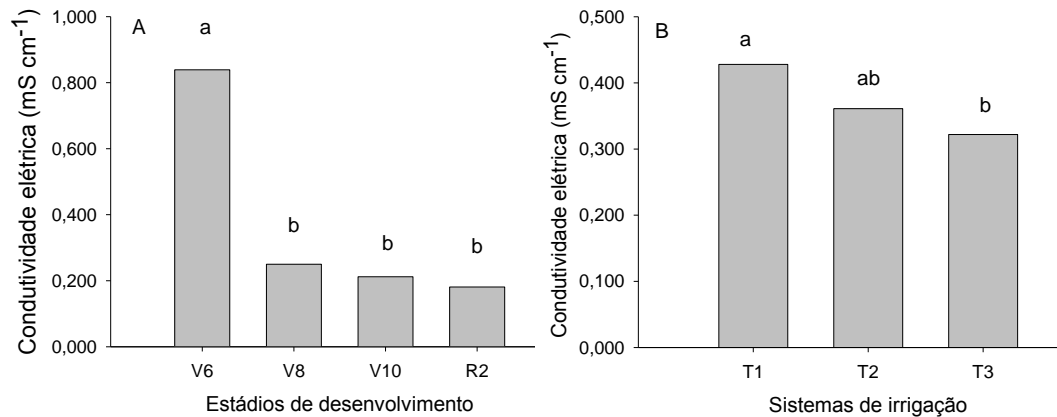 A
Condutividade elétrica (mS cm⁻¹)
1,000
0,800
0,600
0,400
0,200
0,000
a
b
b
b
V6 V8 V10 R2
Estádios de desenvolvimento
B
Condutividade elétrica (mS cm⁻¹)
0,500
0,400
0,300
0,200
0,100
0,000
a
ab
b
T1 T2 T3
Sistemas de irrigação